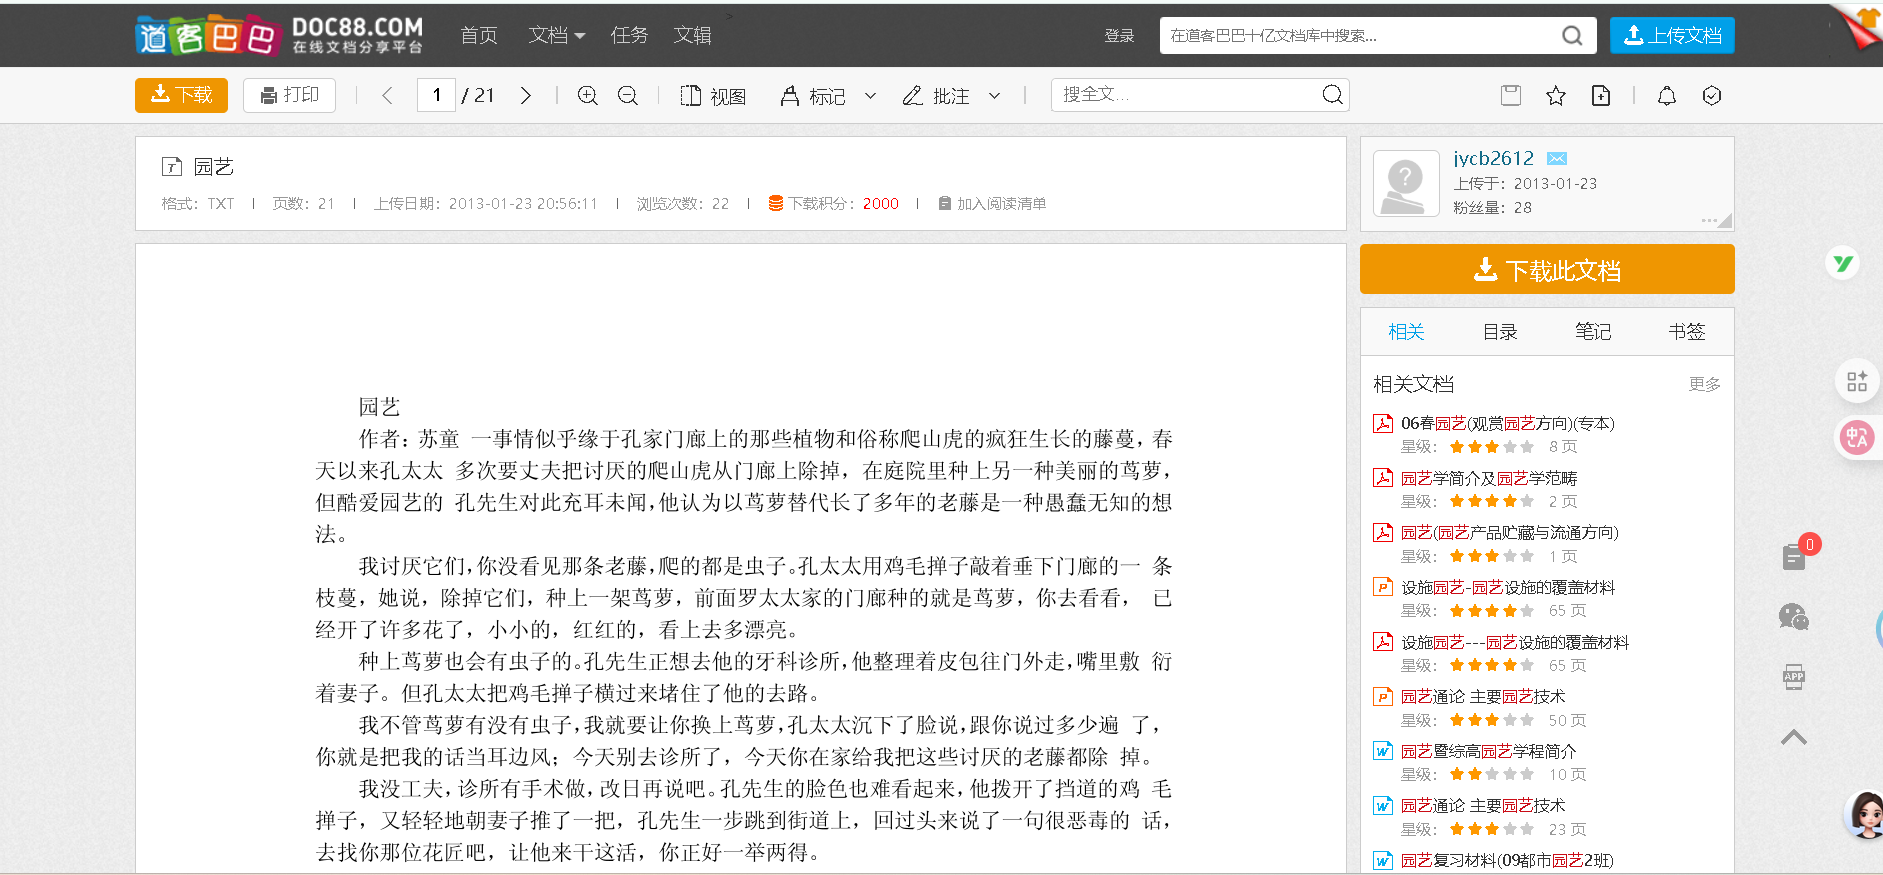 道客巴巴 DOC88.COM
在线文档分享平台
首页 文档 任务 文辑
登录
在道客巴巴十亿文档库中搜索...
上传文档
下载 打印 1 / 21 视图 标记 批注 搜全文...
园艺
格式：TXT 页数：21 上传日期：2013-01-23 20:56:11 浏览次数：22 下载积分：2000 加入阅读清单
园艺
作者：苏童 一事情似乎缘于孔家门廊上的那些植物和俗称爬山虎的疯狂生长的藤蔓，春
天以来孔太太 多次要丈夫把讨厌的爬山虎从门廊上除掉，在庭院里种上另一种美丽的茑萝，
但酷爱园艺的 孔先生对此充耳未闻，他认为以茑萝替代长了多年的老藤是一种愚蠢无知的想
法。
我讨厌它们，你没看见那条老藤，爬的都是虫子。孔太太用鸡毛掸子敲着垂下门廊的一 条
枝蔓，她说，除掉它们，种上一架茑萝，前面罗太太家的门廊种的就是茑萝，你去看看， 已
经开了许多花了，小小的，红红的，看上去多漂亮。
种上茑萝也会有虫子的。孔先生正想去他的牙科诊所，他整理着皮包往门外走，嘴里敷 衍
着妻子。但孔太太把鸡毛掸子横过来堵住了他的去路。
我不管茑萝有没有虫子，我就要让你换上茑萝，孔太太沉下了脸说，跟你说过多少遍 了，
你就是把我的话当耳边风；今天别去诊所了，今天你在家给我把这些讨厌的老藤都除 掉。
我没工夫，诊所有手术做，改日再说吧。孔先生的脸色也难看起来，他拨开了挡道的鸡 毛
掸子，又轻轻地朝妻子推了一把，孔先生一步跳到街道上，回过头来说了一句很恶毒的 话，
去找你那位花匠吧，让他来干这活，你正好一举两得。
jycb2612
上传于：2013-01-23
粉丝量：28
下载此文档
相关 目录 笔记 书签
相关文档 更多
06春园艺(观赏园艺方向)(专本)
星级： 8 页
园艺学简介及园艺学范畴
星级： 2 页
园艺(园艺产品贮藏与流通方向)
星级： 1 页
设施园艺-园艺设施的覆盖材料
星级： 65 页
设施园艺---园艺设施的覆盖材料
星级： 65 页
园艺通论 主要园艺技术
星级： 50 页
园艺暨综高园艺学程简介
星级： 10 页
园艺通论 主要园艺技术
星级： 23 页
园艺复习材料(09都市园艺2班)
0
APP